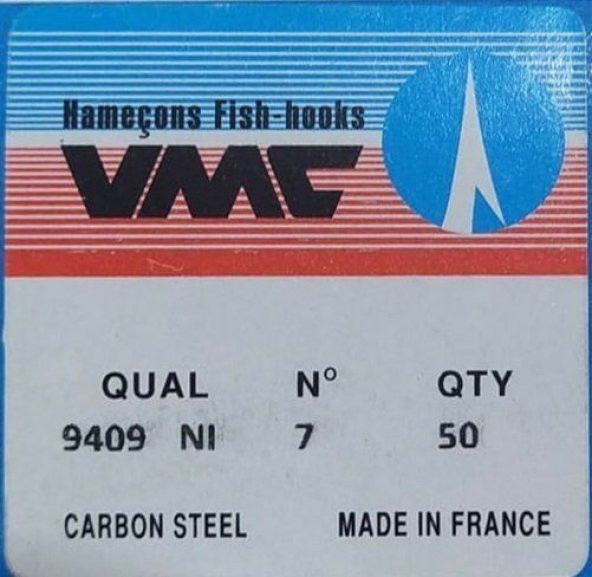 Hameçons Fish-hooks
VMC
QUAL N° QTY
9409 NI 7 50
CARBON STEEL MADE IN FRANCE